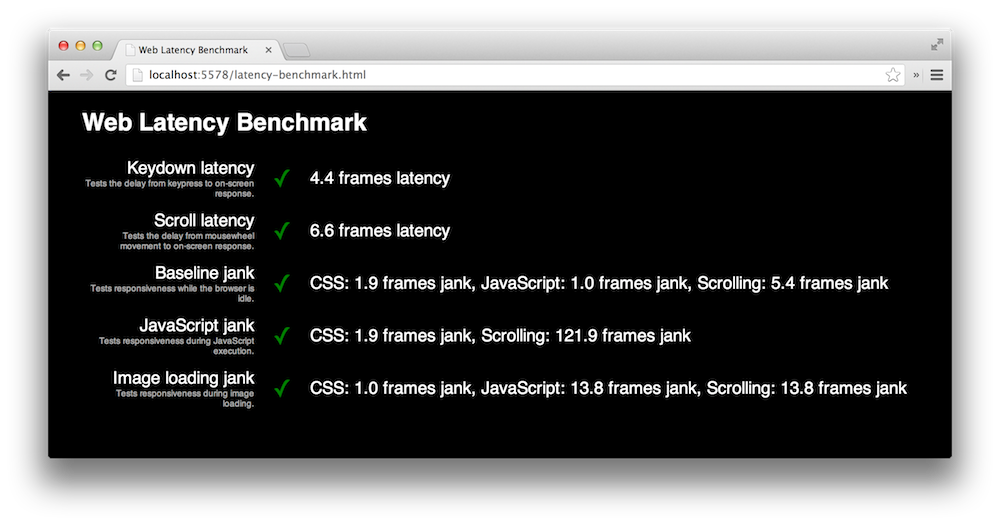 Web Latency Benchmark
localhost:5578/latency-benchmark.html
»
Web Latency Benchmark
Keydown latency
Tests the delay from keypress to on-screen
response.
✓
4.4 frames latency
Scroll latency
Tests the delay from mousewheel
movement to on-screen response.
✓
6.6 frames latency
Baseline jank
Tests responsiveness while the browser is
idle.
✓
CSS: 1.9 frames jank, JavaScript: 1.0 frames jank, Scrolling: 5.4 frames jank
JavaScript jank
Tests responsiveness during JavaScript
execution.
✓
CSS: 1.9 frames jank, Scrolling: 121.9 frames jank
Image loading jank
Tests responsiveness during image
loading.
✓
CSS: 1.0 frames jank, JavaScript: 13.8 frames jank, Scrolling: 13.8 frames jank